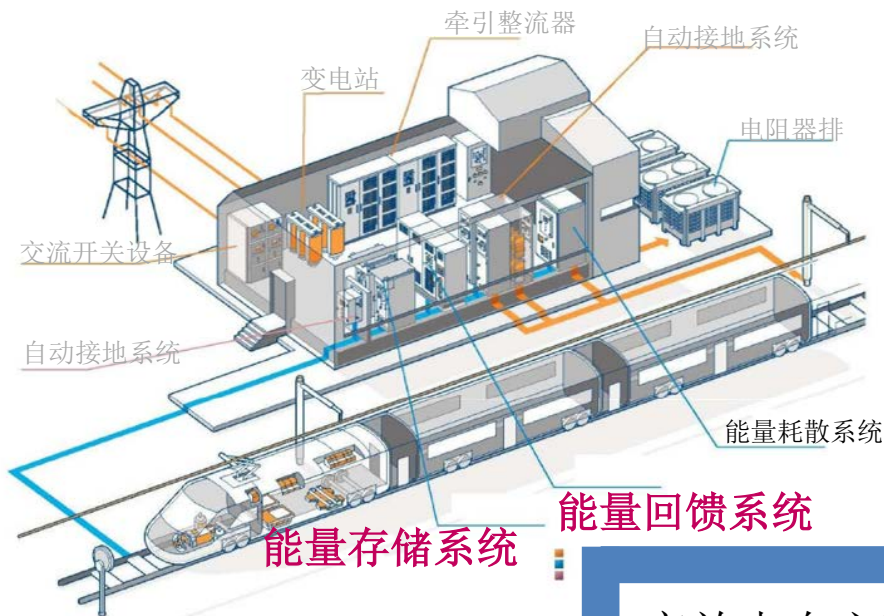 牵引整流器
自动接地系统
变电站
电阻器排
交流开关设备
自动接地系统
能量耗散系统
能量回馈系统
能量存储系统